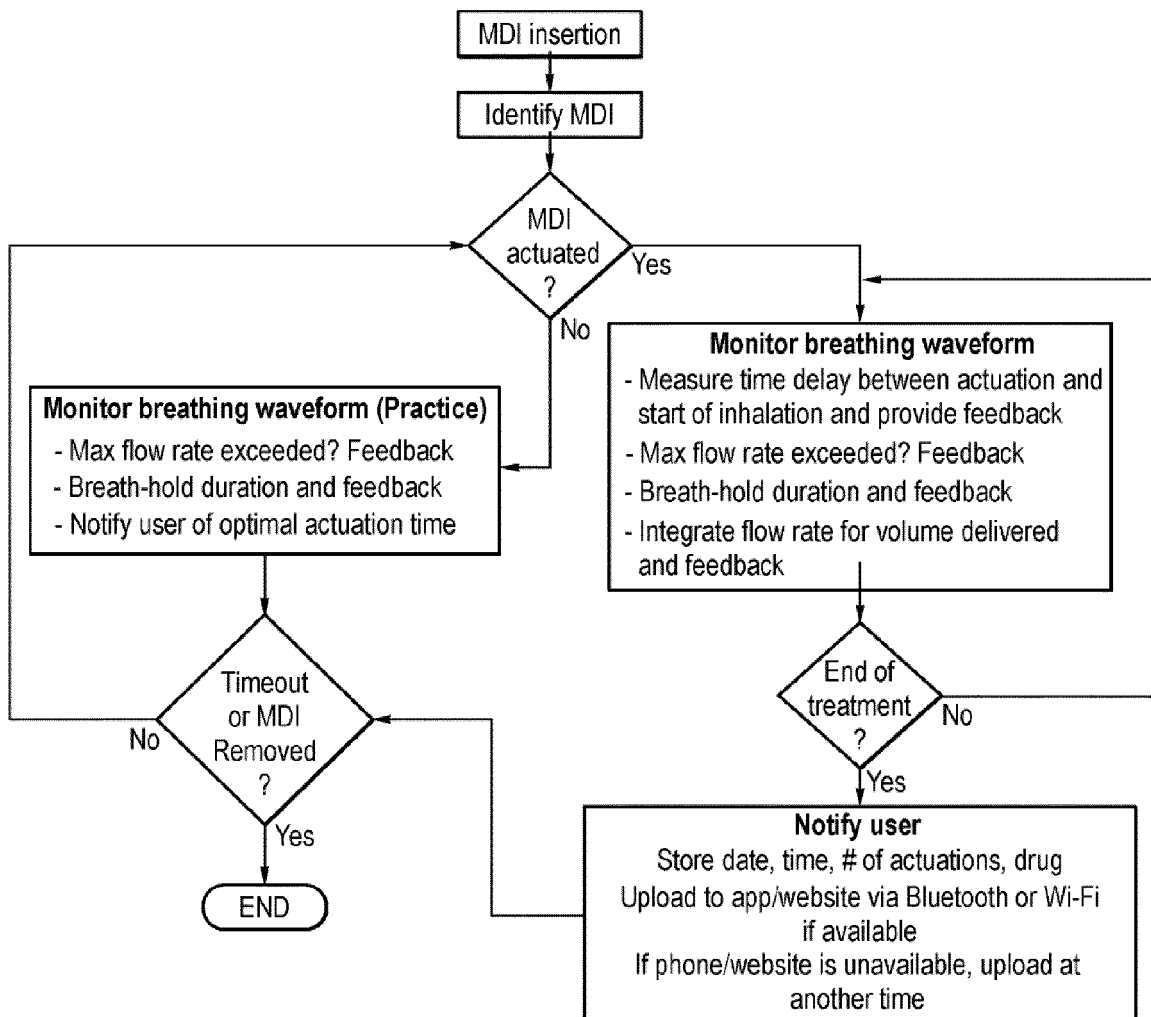 MDI insertion
Identify MDI
MDI
actuated
?
Yes
No
Monitor breathing waveform (Practice)
- Max flow rate exceeded? Feedback
- Breath-hold duration and feedback
- Notify user of optimal actuation time
Monitor breathing waveform
- Measure time delay between actuation and
start of inhalation and provide feedback
- Max flow rate exceeded? Feedback
- Breath-hold duration and feedback
- Integrate flow rate for volume delivered
and feedback
Timeout
or MDI
Removed
?
No
Yes
END
End of
treatment
?
No
Yes
Notify user
Store date, time, # of actuations, drug
Upload to app/website via Bluetooth or Wi-Fi
if available
If phone/website is unavailable, upload at
another time